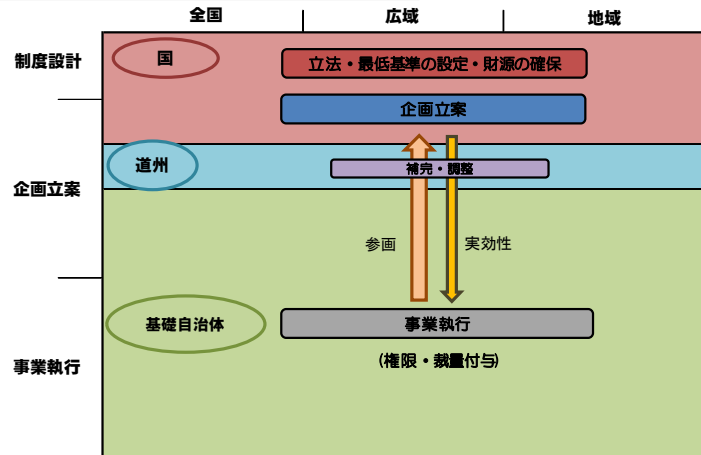 全国
広域
地域
制度設計
国
立法・最低基準の設定・財源の確保
企画立案
道州
補完・調整
企画立案
参画
実効性
基礎自治体
事業執行
(権限・裁量付与)
事業執行